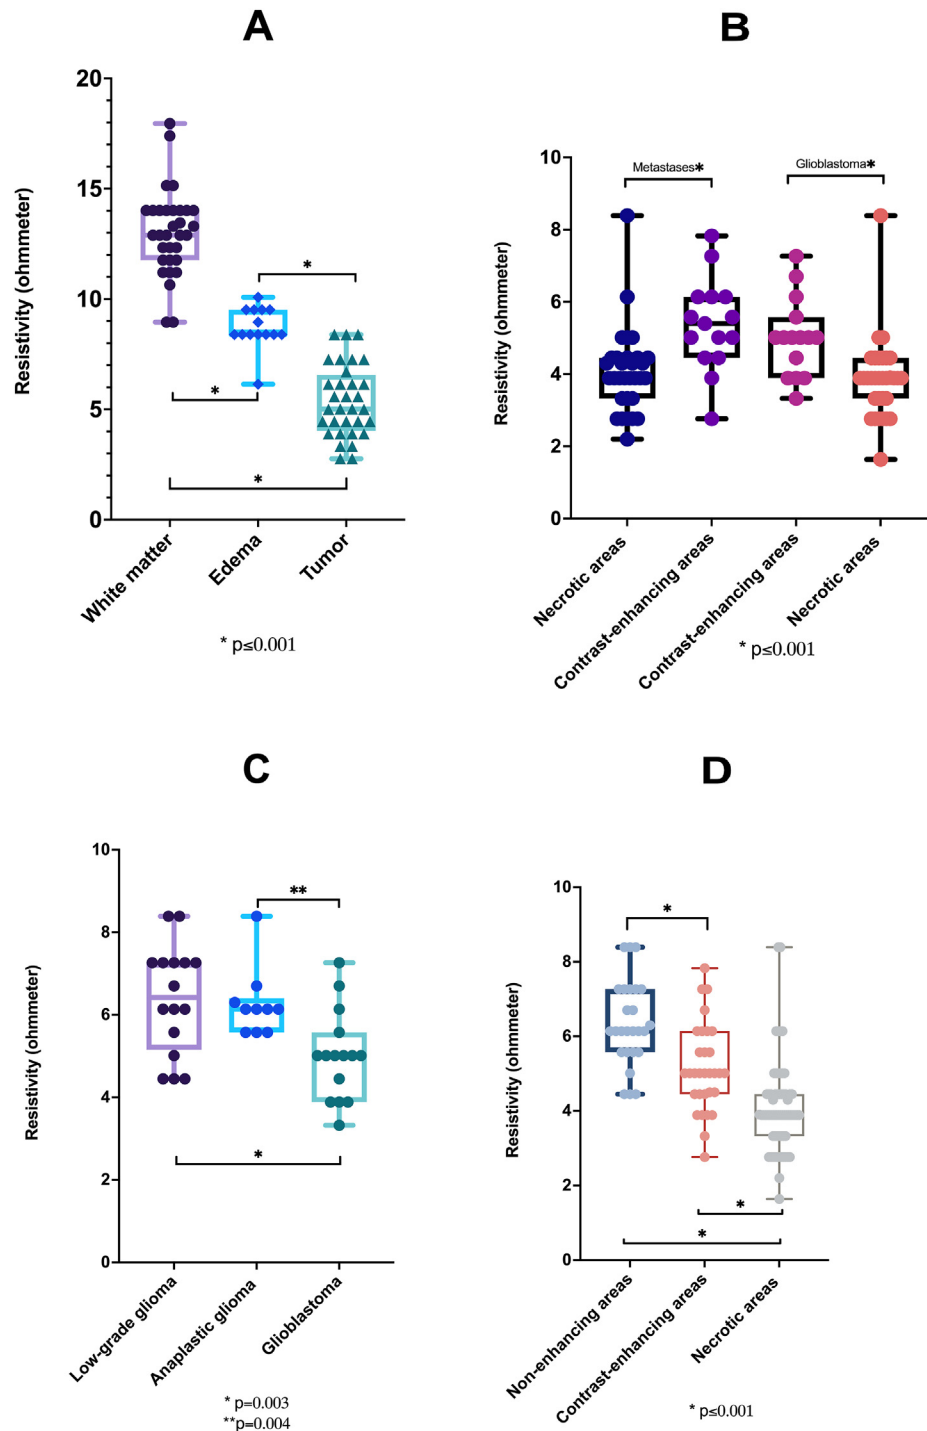 A
20
15
10
5
0
Resistivity (ohmmeter)
*
*
*
White matter
Edema
Tumor
* p≤0.001
B
10
8
6
4
2
0
Resistivity (ohmmeter)
Metastases*
Glioblastoma*
Necrotic areas
Contrast-enhancing areas
Contrast-enhancing areas
Necrotic areas
* p≤0.001
C
10
8
6
4
2
0
Resistivity (ohmmeter)
**
*
Low-grade glioma
Anaplastic glioma
Glioblastoma
* p=0.003
**p=0.004
D
10
8
6
4
2
0
Resistivity (ohmmeter)
*
*
*
Non-enhancing areas
Contrast-enhancing areas
Necrotic areas
* p≤0.001